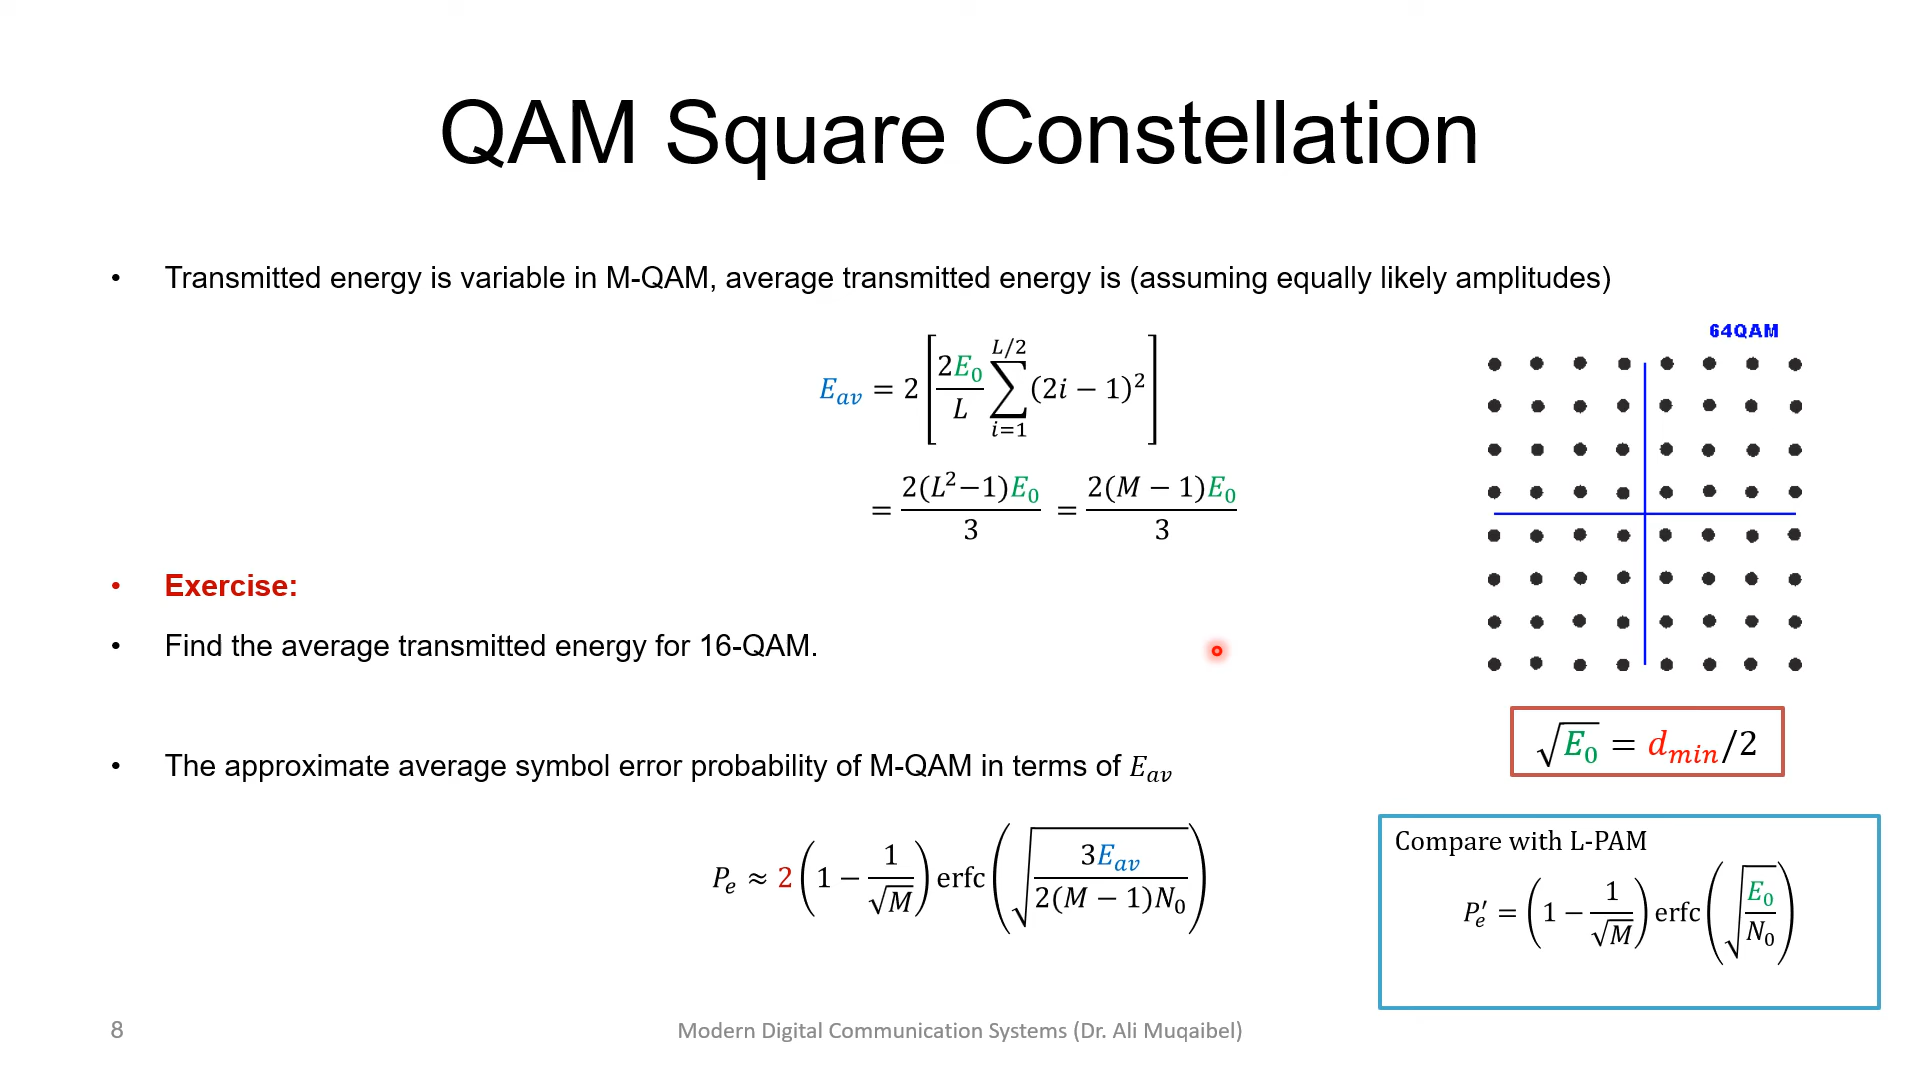 QAM Square Constellation
• Transmitted energy is variable in M-QAM, average transmitted energy is (assuming equally likely amplitudes)
E_av = 2 [ 2E_0/L ∑_{i=1}^{L/2} (2i − 1)^2 ]
= 2(L^2−1)E_0/3 = 2(M − 1)E_0/3
64QAM
• Exercise:
• Find the average transmitted energy for 16-QAM.
√E_0 = d_min/2
• The approximate average symbol error probability of M-QAM in terms of E_av
P_e ≈ 2 (1 − 1/√M) erfc (√(3E_av/2(M − 1)N_0))
Compare with L-PAM
P_e′ = (1 − 1/√M) erfc (√(E_0/N_0))
8
Modern Digital Communication Systems (Dr. Ali Muqaibel)